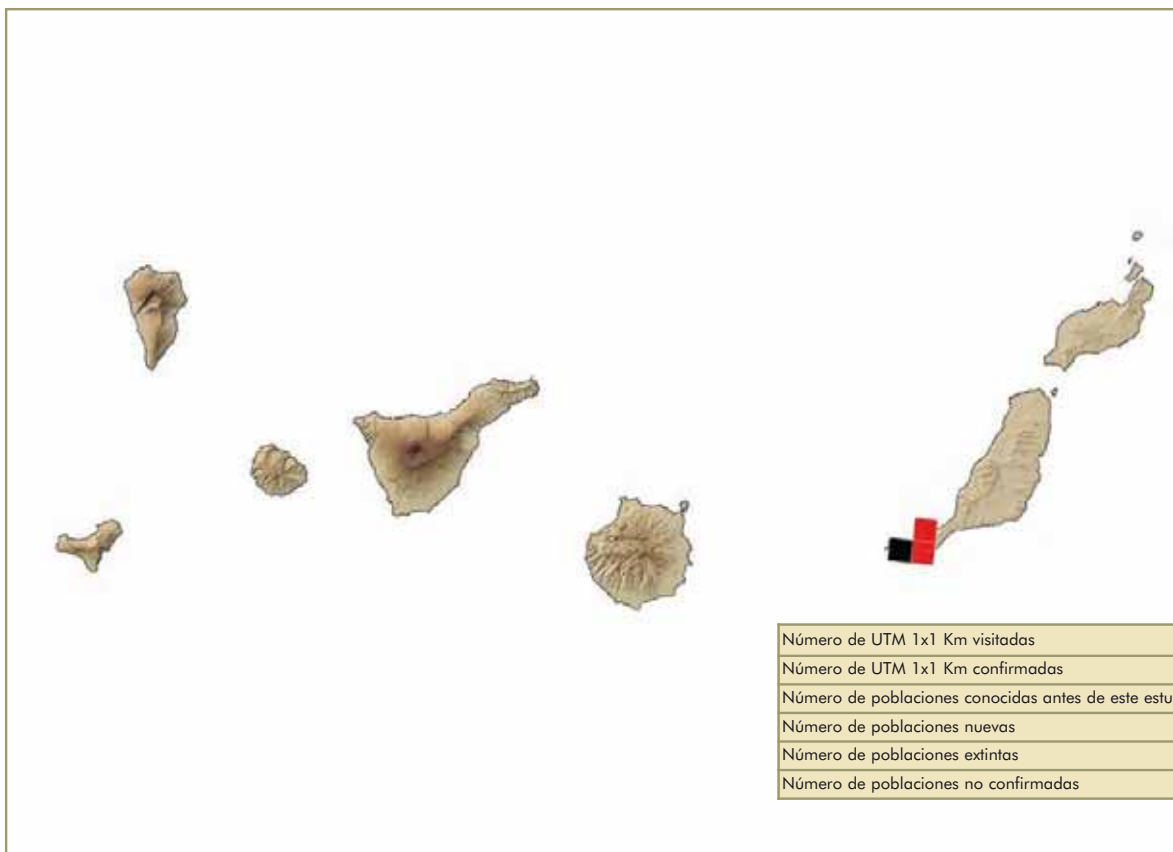 Número de UTM 1x1 Km visitadas
Número de UTM 1x1 Km confirmadas
Número de poblaciones conocidas antes de este estu
Número de poblaciones nuevas
Número de poblaciones extintas
Número de poblaciones no confirmadas